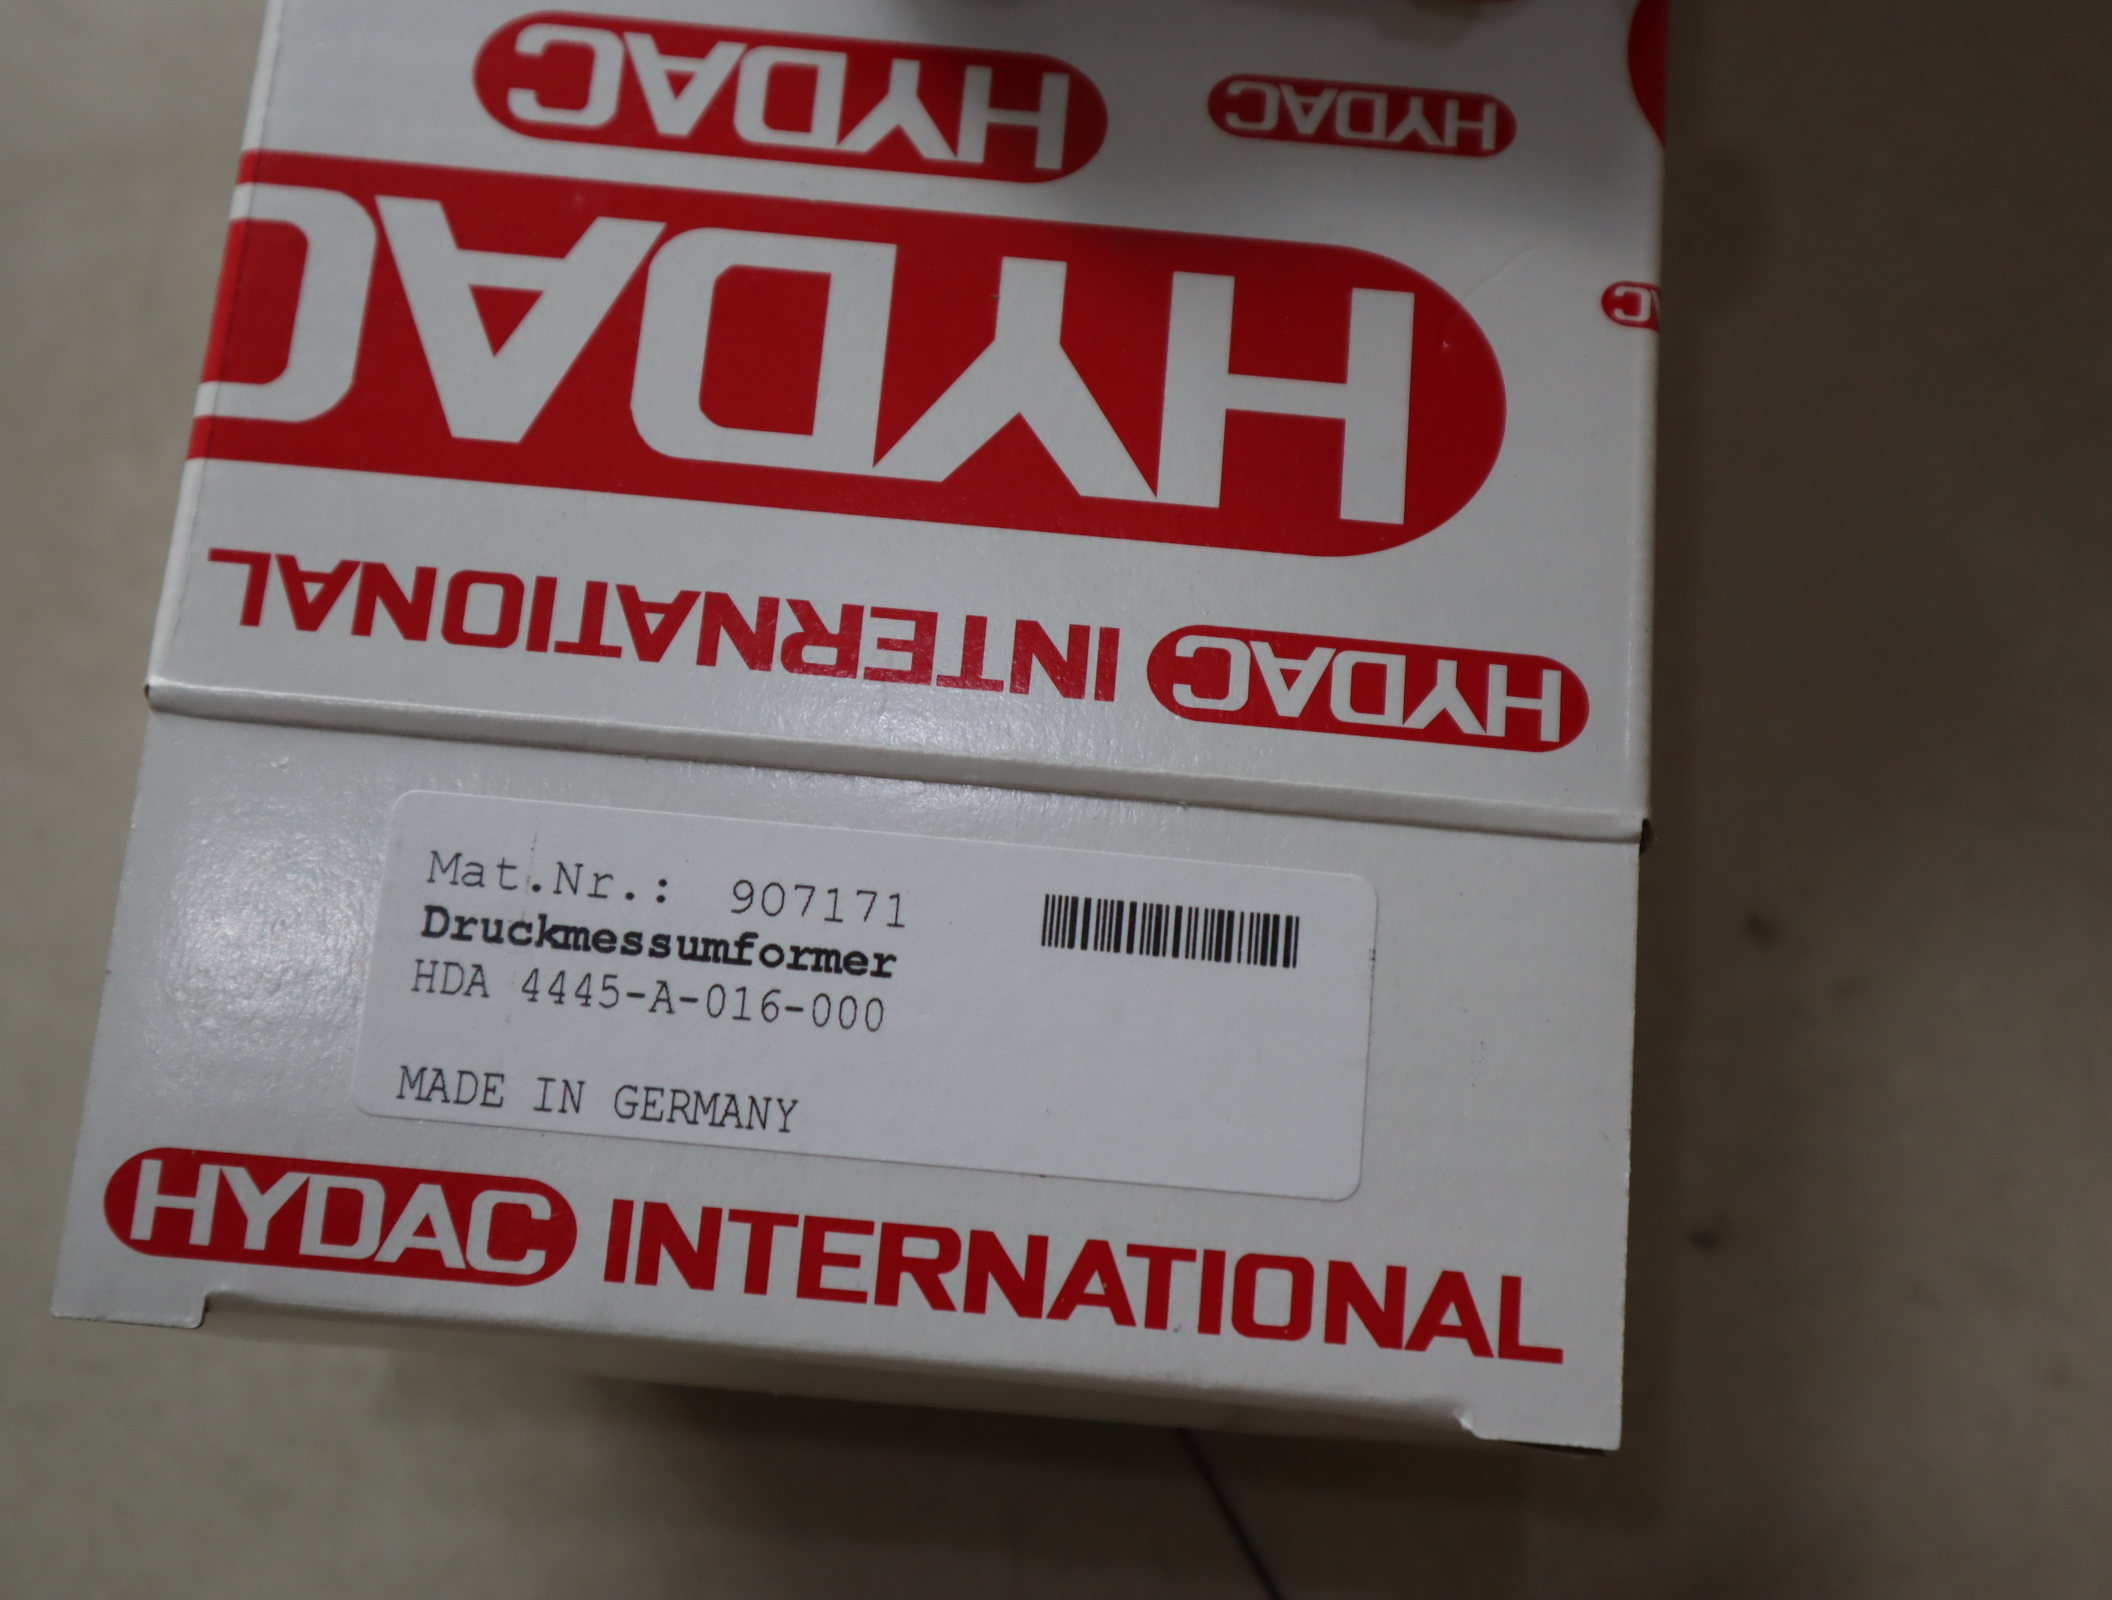 HYDAC HYDAC
HYDAC
HYDAC INTERNATIONAL
Mat.Nr.: 907171
Druckmessumformer
HDA 4445-A-016-000
MADE IN GERMANY
HYDAC INTERNATIONAL